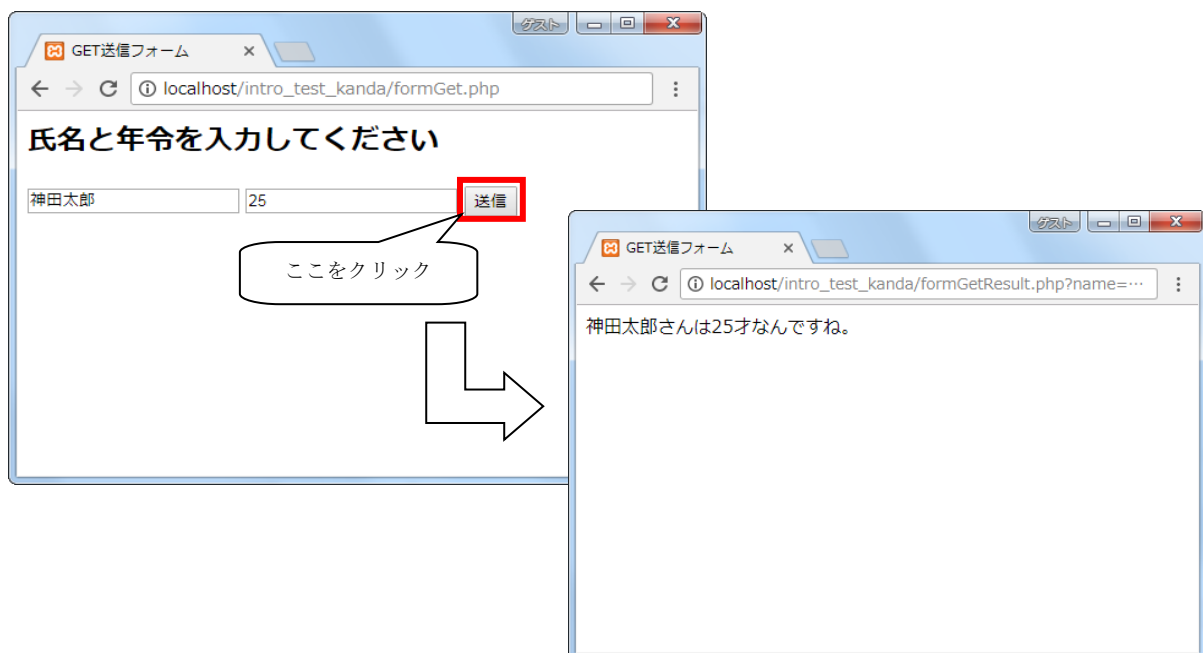 ゲスト
GET送信フォーム
localhost/intro_test_kanda/formGet.php
氏名と年令を入力してください
神田太郎 25 送信
ここをクリック
ゲスト
GET送信フォーム
localhost/intro_test_kanda/formGetResult.php?name=…
神田太郎さんは25才なんですね。